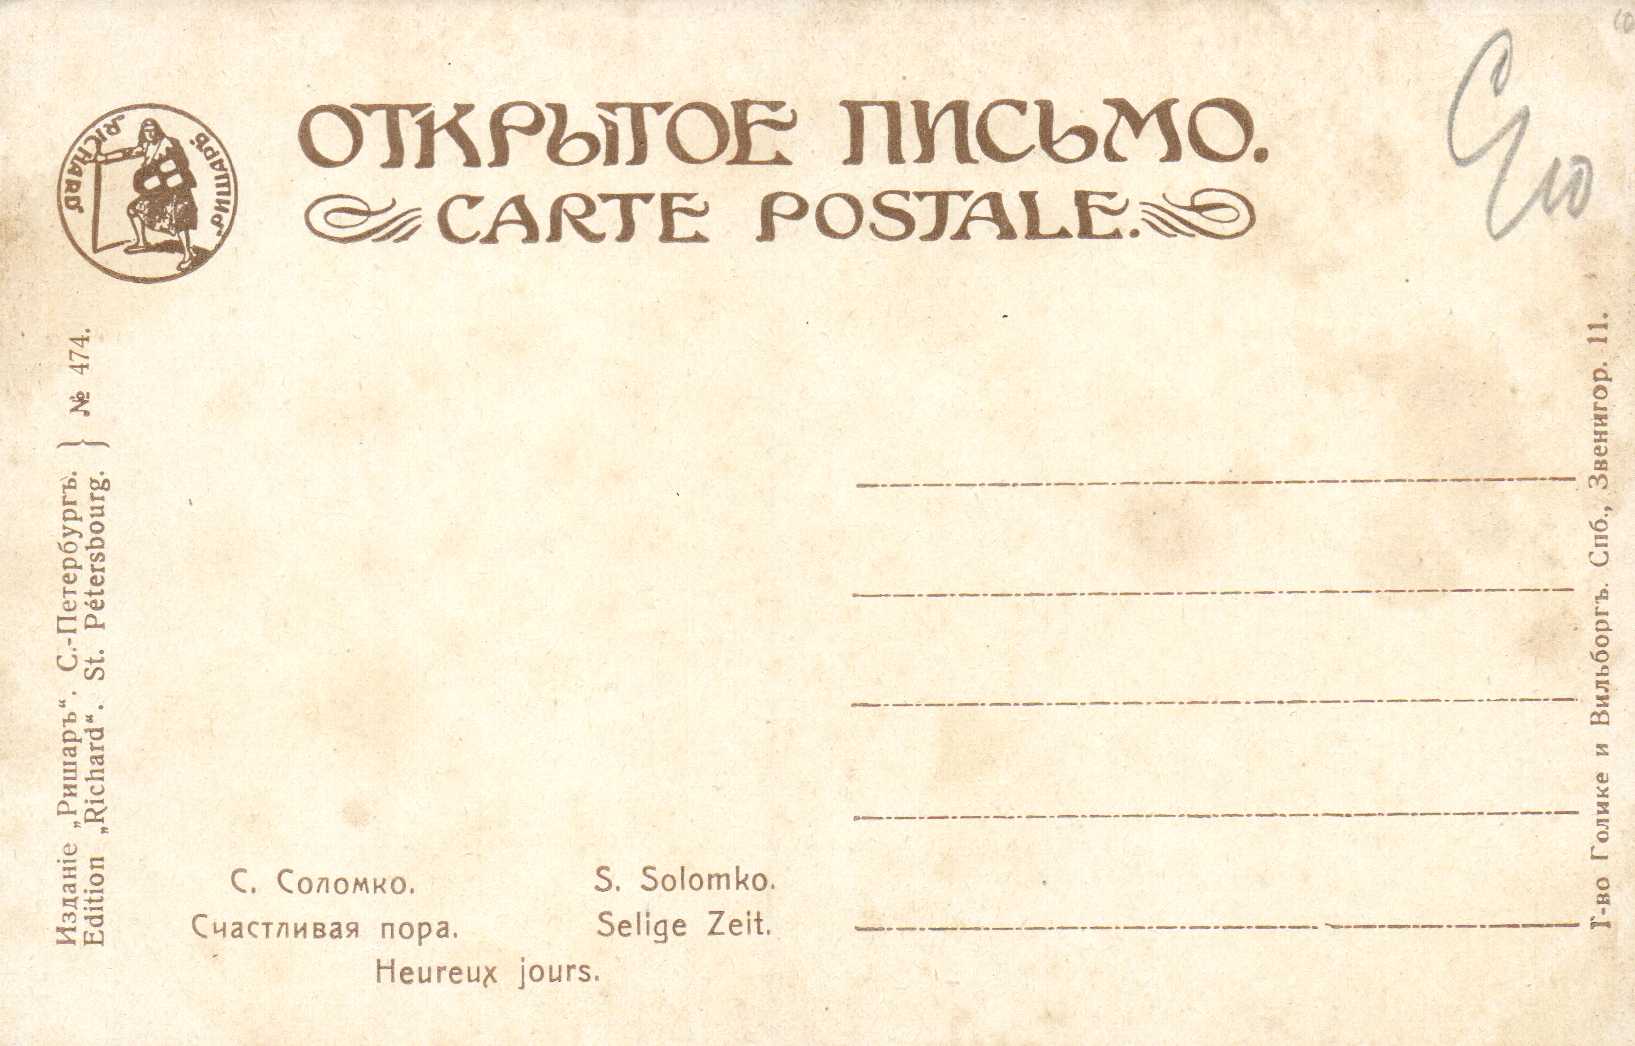 ОТКРЫТОЕ ПИСЬМО.
CARTE POSTALE.
„RICHARD“
„РИШАРЪ“
Изданіе „Ришаръ“. С.-Петербургъ.
Edition „Richard“. St. Pétersbourg.
№ 474.
С. Соломко.
S. Solomko.
Счастливая пора.
Selige Zeit.
Heureux jours.
Т-во Голике и Вильборгъ. Спб., Звенигор. 11.
10